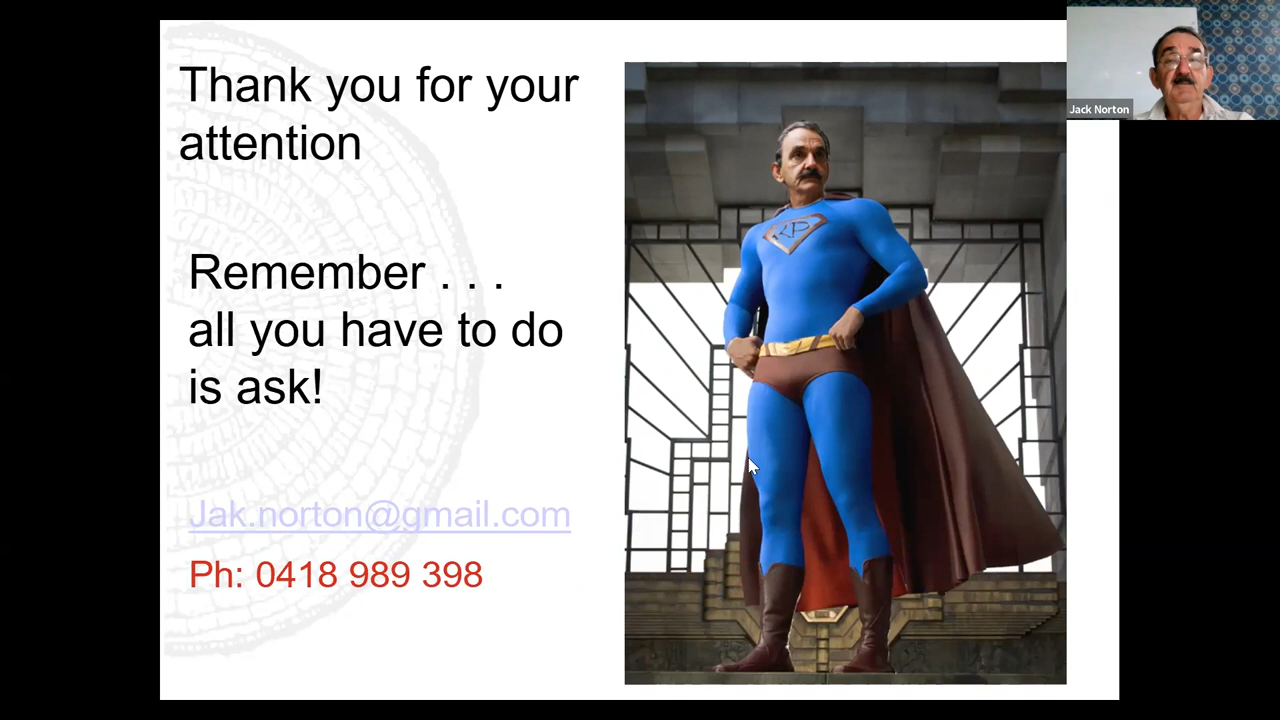 Thank you for your
attention
Remember . . .
all you have to do
is ask!
Jak.norton@gmail.com
Ph: 0418 989 398
Jack Norton